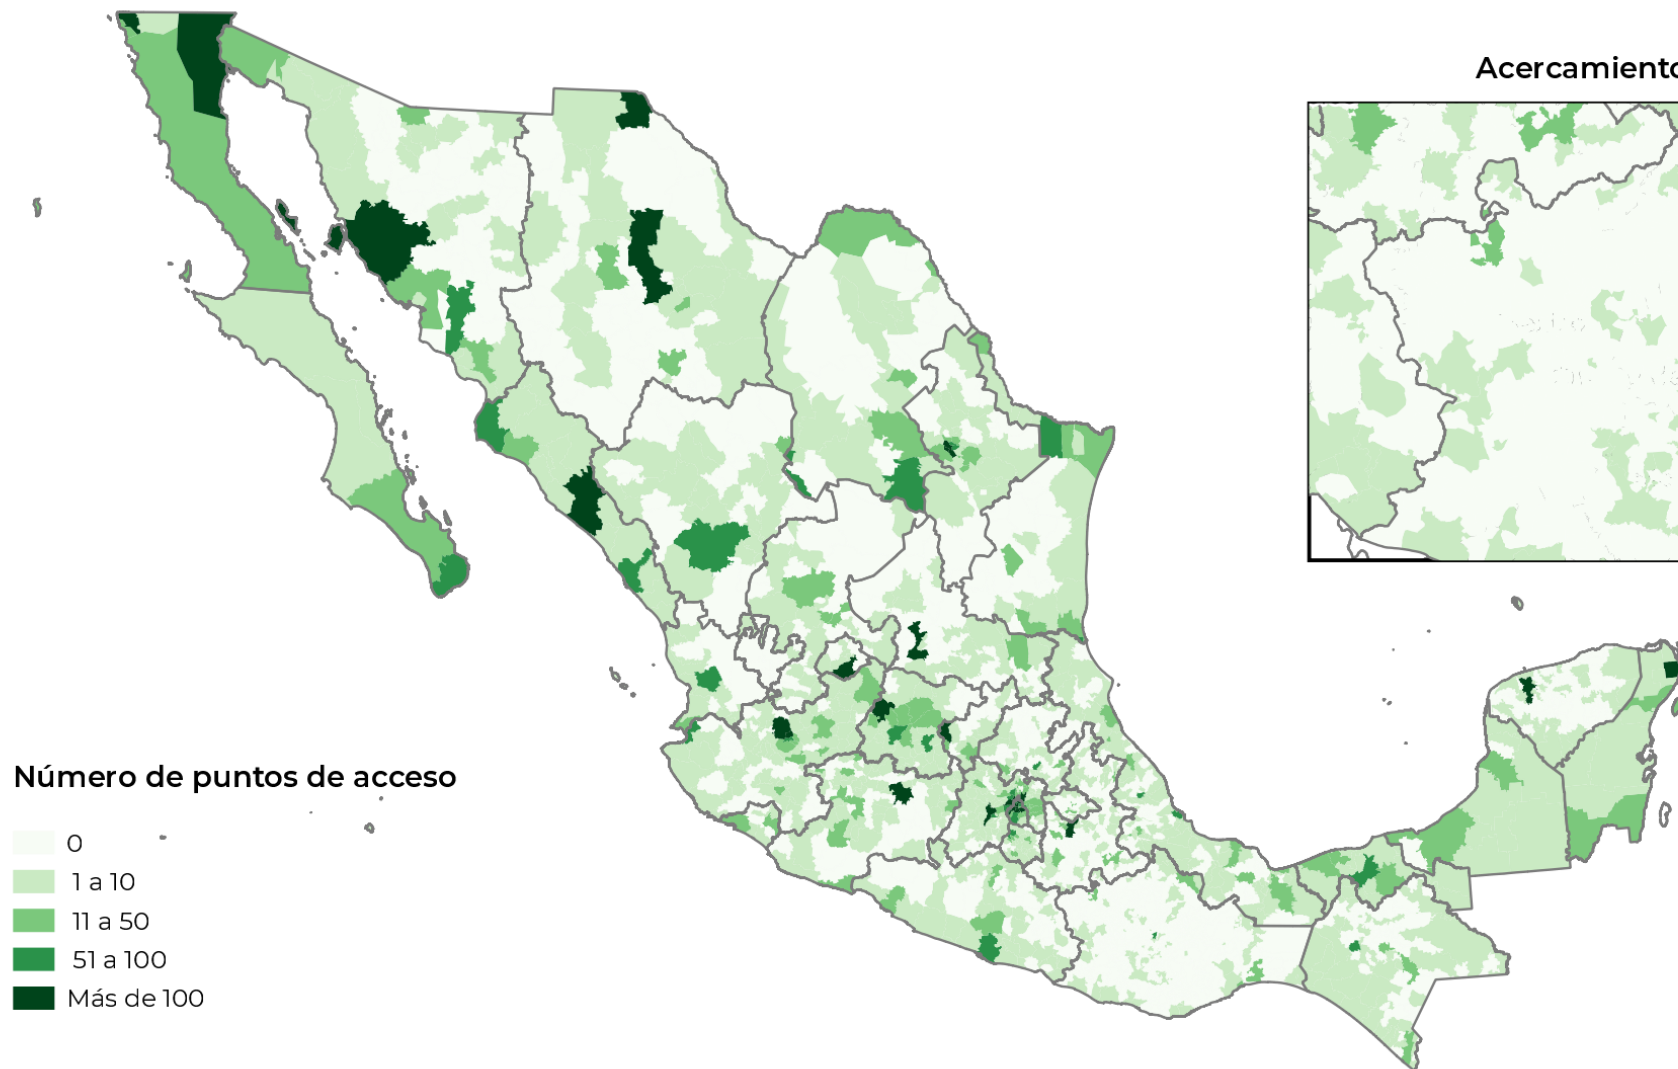 Acercamiento
Número de puntos de acceso
0
1 a 10
11 a 50
51 a 100
Más de 100